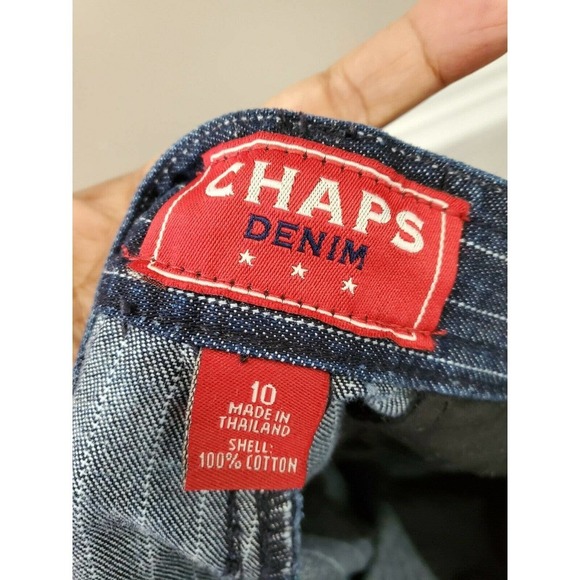 CHAPS
DENIM
10
MADE IN
THAILAND
SHELL:
100% COTTON